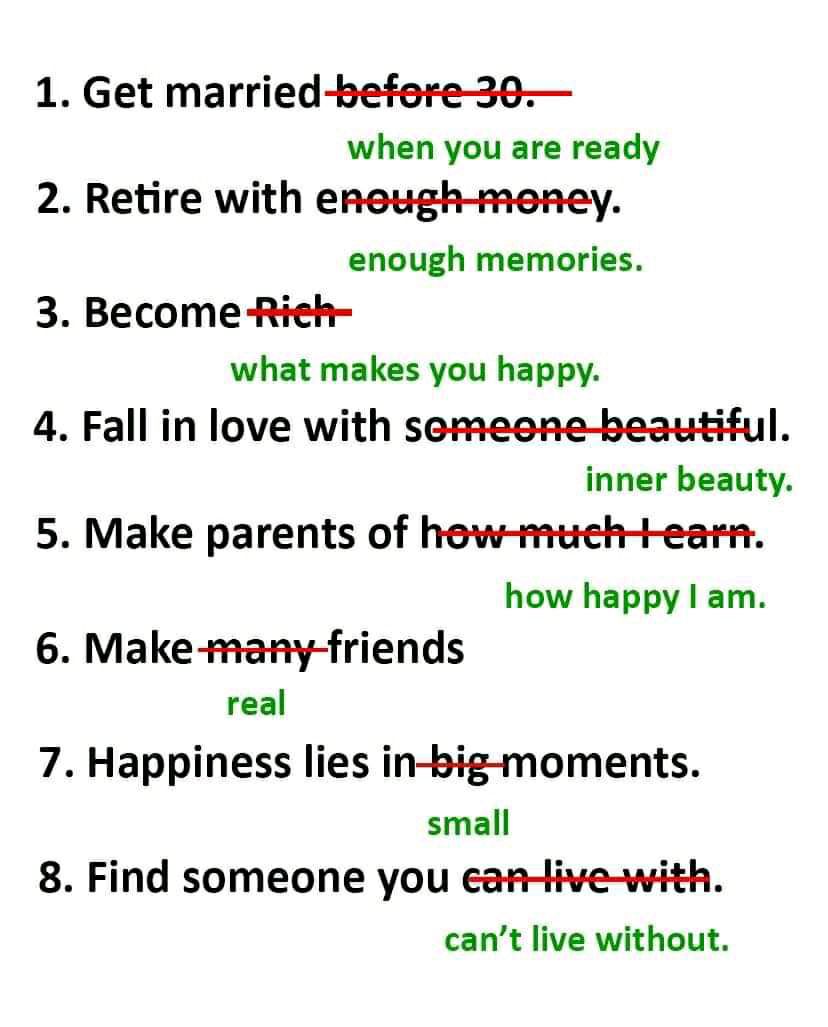 1. Get married before 30.
when you are ready
2. Retire with enough money.
enough memories.
3. Become Rich
what makes you happy.
4. Fall in love with someone beautiful.
inner beauty.
5. Make parents of how much I earn.
how happy I am.
6. Make many friends
real
7. Happiness lies in big moments.
small
8. Find someone you can live with.
can’t live without.